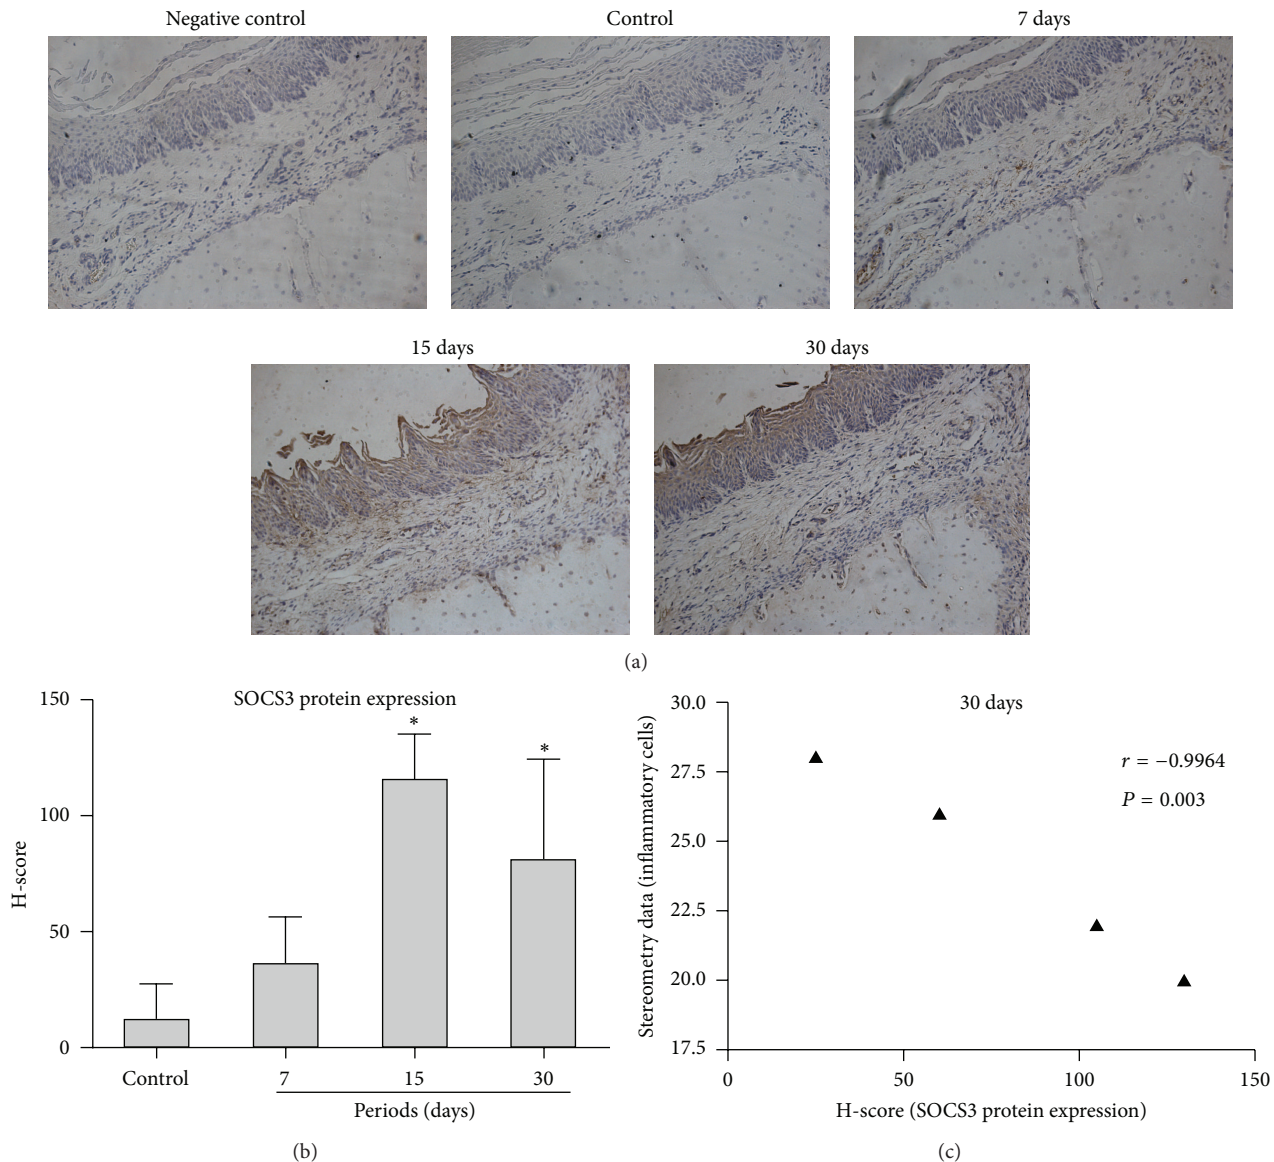 Negative control
Control
7 days
15 days
30 days
(a)
SOCS3 protein expression
150
100
50
0
H-score
*
*
Control
7
15
30
Periods (days)
(b)
30 days
r = −0.9964
P = 0.003
30.0
27.5
25.0
22.5
20.0
17.5
Stereometry data (inflammatory cells)
0
50
100
150
H-score (SOCS3 protein expression)
(c)